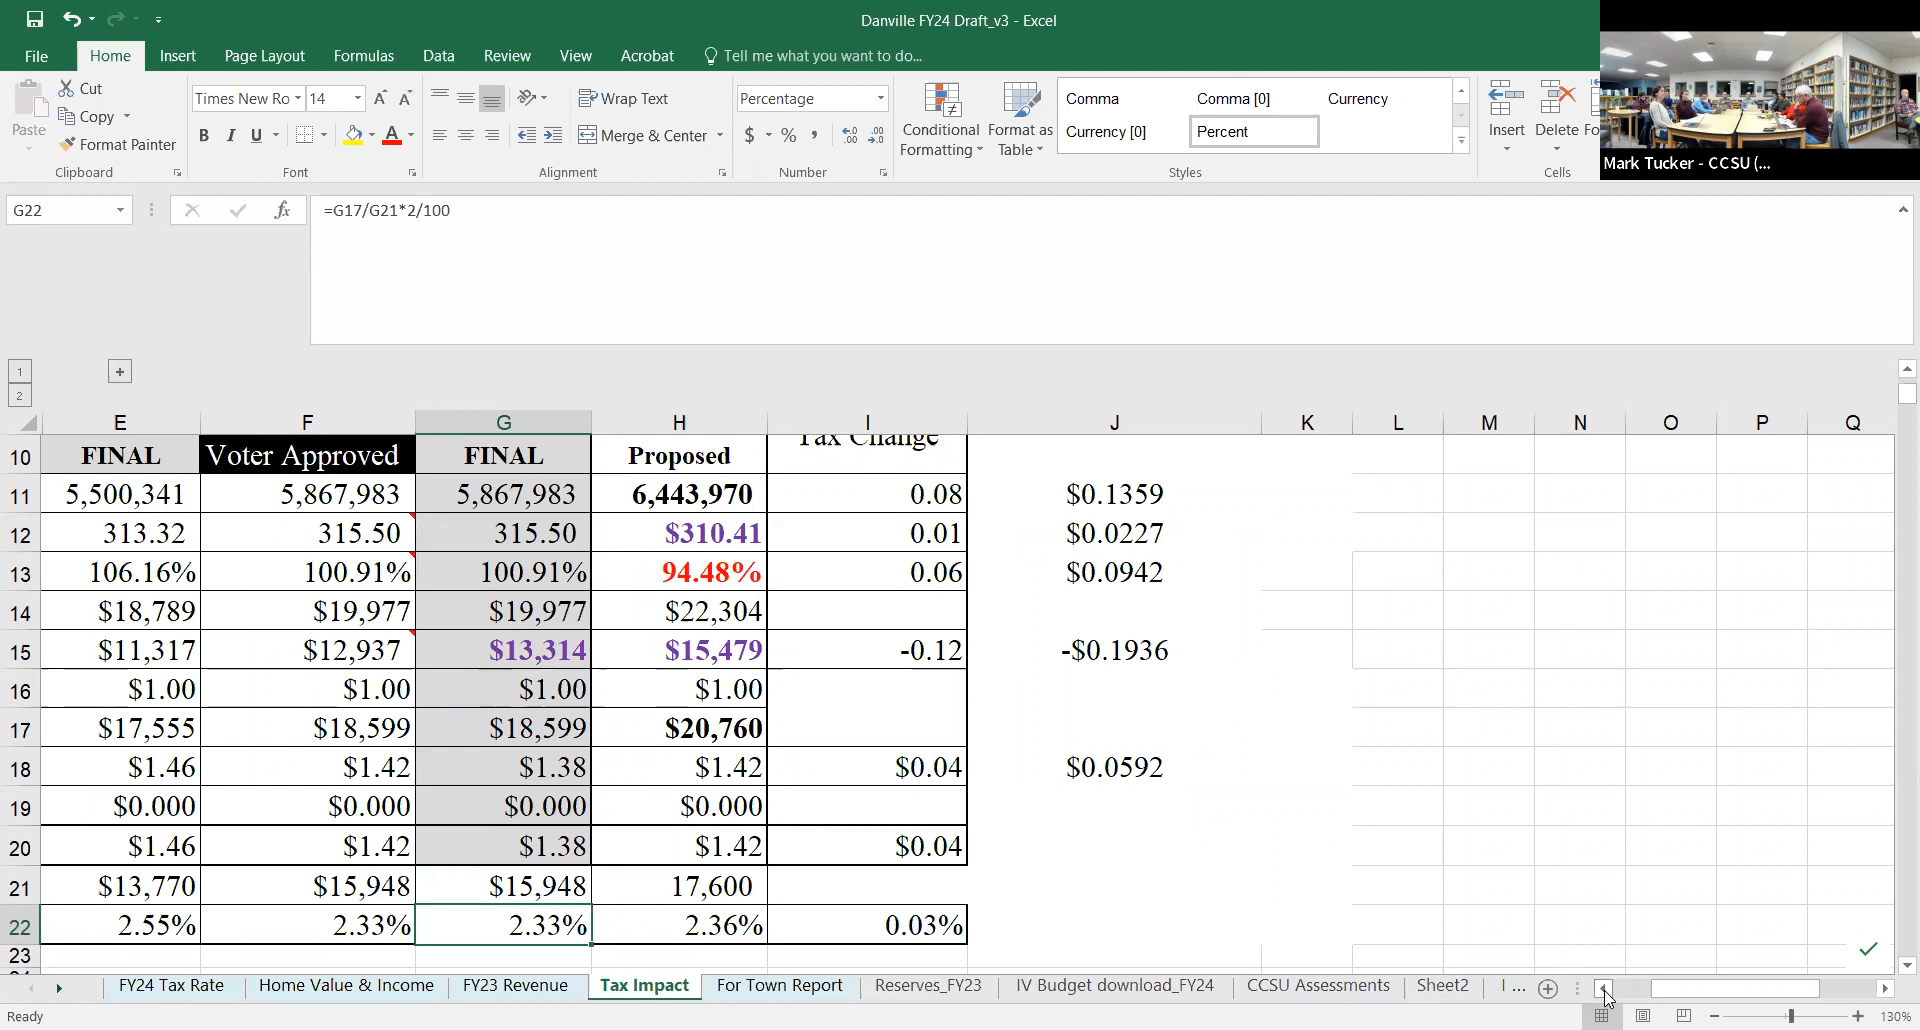 Danville FY24 Draft_v3 - Excel
File Home Insert Page Layout Formulas Data Review View Acrobat Tell me what you want to do...
Paste
Cut
Copy
Format Painter
Clipboard
Times New Ro 14
B I U
Font
Wrap Text
Merge & Center
Alignment
Percentage
$ % ,
Number
Conditional Formatting
Format as Table
Comma Comma [0] Currency
Currency [0] Percent
Styles
Insert Delete Fo
Cells
Mark Tucker - CCSU (...
G22 fx =G17/G21*2/100
1
2
E F G H I J K L M N O P Q
10 FINAL Voter Approved FINAL Proposed Tax Change
11 5,500,341 5,867,983 5,867,983 6,443,970 0.08 $0.1359
12 313.32 315.50 315.50 $310.41 0.01 $0.0227
13 106.16% 100.91% 100.91% 94.48% 0.06 $0.0942
14 $18,789 $19,977 $19,977 $22,304
15 $11,317 $12,937 $13,314 $15,479 -0.12 -$0.1936
16 $1.00 $1.00 $1.00 $1.00
17 $17,555 $18,599 $18,599 $20,760
18 $1.46 $1.42 $1.38 $1.42 $0.04 $0.0592
19 $0.000 $0.000 $0.000 $0.000
20 $1.46 $1.42 $1.38 $1.42 $0.04
21 $13,770 $15,948 $15,948 17,600
22 2.55% 2.33% 2.33% 2.36% 0.03%
23
FY24 Tax Rate Home Value & Income FY23 Revenue Tax Impact For Town Report Reserves_FY23 IV Budget download_FY24 CCSU Assessments Sheet2 I ...
Ready 130%